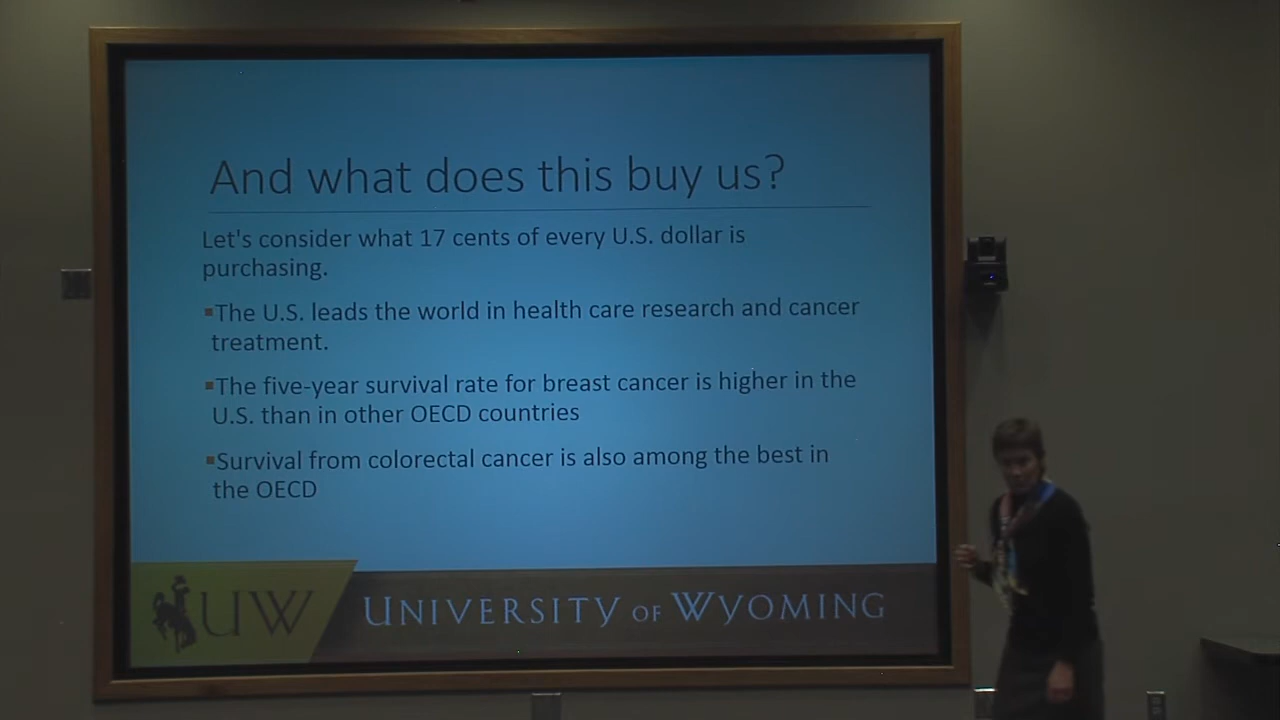 And what does this buy us?
Let's consider what 17 cents of every U.S. dollar is
purchasing.
▪The U.S. leads the world in health care research and cancer
treatment.
▪The five-year survival rate for breast cancer is higher in the
U.S. than in other OECD countries
▪Survival from colorectal cancer is also among the best in
the OECD
UW UNIVERSITY OF WYOMING